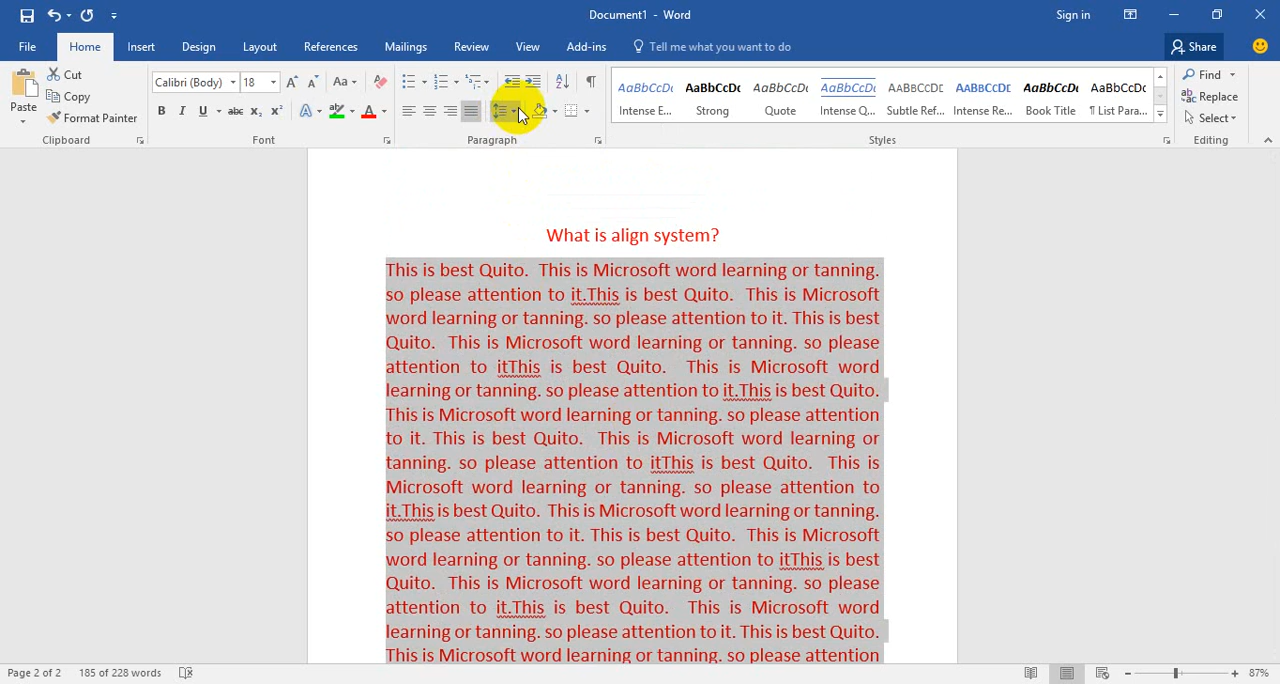 Document1 - Word
Sign in
File Home Insert Design Layout References Mailings Review View Add-ins Tell me what you want to do Share
Paste
Cut
Copy
Format Painter
Clipboard
Calibri (Body) 18
Font
Paragraph
AaBbCcDc AaBbCcDc AaBbCcDc AaBbCcDc AaBbCcDc AaBbCcDc AaBbCcDc AaBbCcDc
Intense E... Strong Quote Intense Q... Subtle Ref... Intense Re... Book Title ¶ List Para...
Styles
Find
Replace
Select
Editing
What is align system?
This is best Quito.  This is Microsoft word learning or tanning.
so please attention to it.This is best Quito.  This is Microsoft
word learning or tanning. so please attention to it. This is best
Quito.  This is Microsoft word learning or tanning. so please
attention to itThis is best Quito.  This is Microsoft word
learning or tanning. so please attention to it.This is best Quito.
This is Microsoft word learning or tanning. so please attention
to it. This is best Quito.  This is Microsoft word learning or
tanning. so please attention to itThis is best Quito.  This is
Microsoft word learning or tanning. so please attention to
it.This is best Quito.  This is Microsoft word learning or tanning.
so please attention to it. This is best Quito.  This is Microsoft
word learning or tanning. so please attention to itThis is best
Quito.  This is Microsoft word learning or tanning. so please
attention to it.This is best Quito.  This is Microsoft word
learning or tanning. so please attention to it. This is best Quito.
This is Microsoft word learning or tanning. so please attention
Page 2 of 2 185 of 228 words 87%